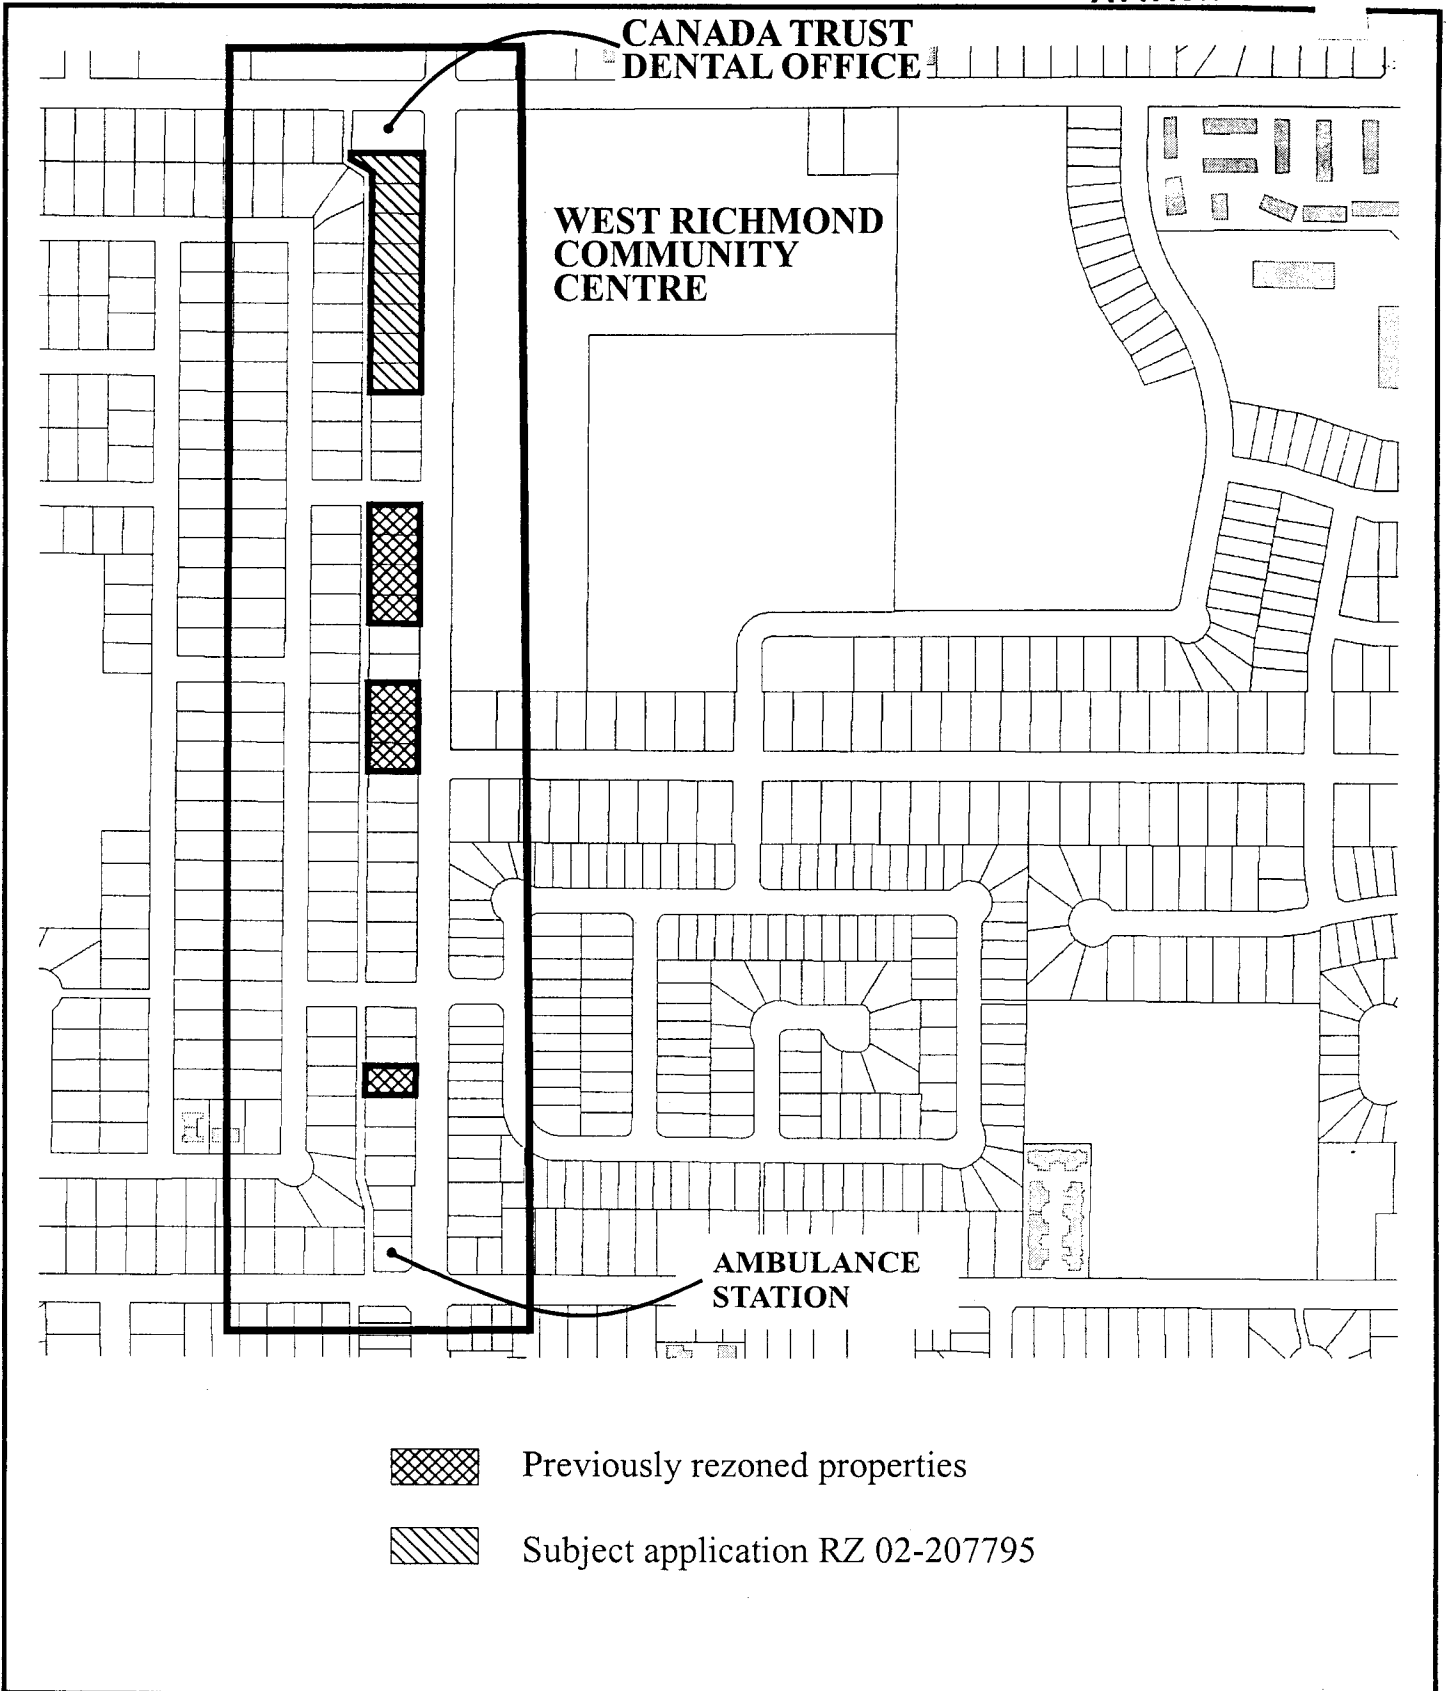 CANADA TRUST
DENTAL OFFICE
WEST RICHMOND
COMMUNITY
CENTRE
AMBULANCE
STATION
Previously rezoned properties
Subject application RZ 02-207795